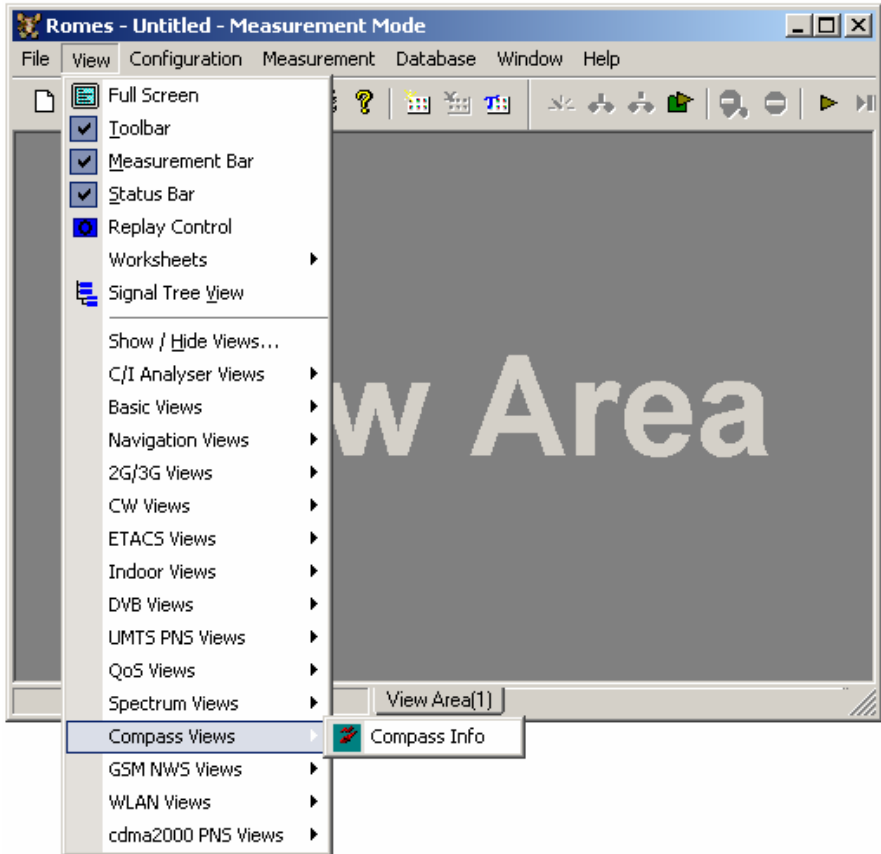 Romes - Untitled - Measurement Mode
File View Configuration Measurement Database Window Help
Full Screen
Toolbar
Measurement Bar
Status Bar
Replay Control
Worksheets
Signal Tree View
Show / Hide Views...
C/I Analyser Views
Basic Views
Navigation Views
2G/3G Views
CW Views
ETACS Views
Indoor Views
DVB Views
UMTS PNS Views
QoS Views
Spectrum Views
Compass Views
GSM NWS Views
WLAN Views
cdma2000 PNS Views
Compass Info
w Area
View Area(1)